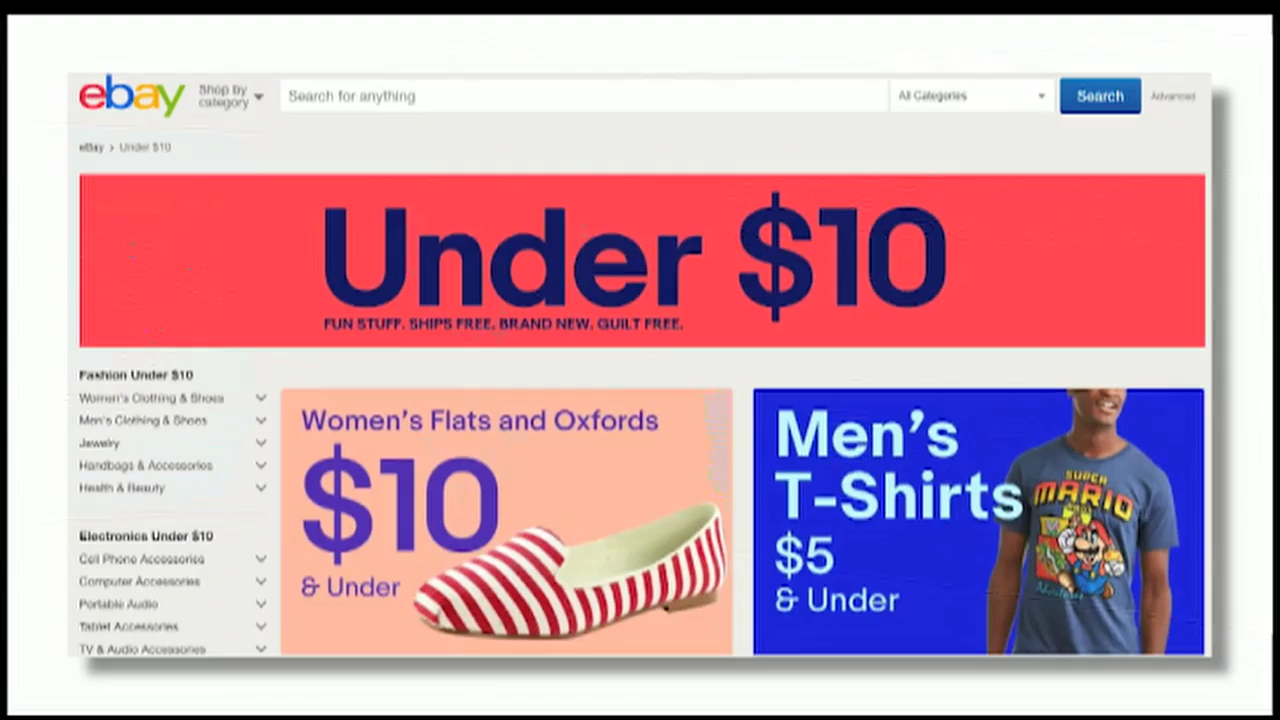 ebay
Shop by
category
Search for anything
All Categories
Search
Advanced
eBay > Under $10
Under $10
FUN STUFF. SHIPS FREE. BRAND NEW. GUILT FREE.
Fashion Under $10
Women's Clothing & Shoes
Men's Clothing & Shoes
Jewelry
Handbags & Accessories
Health & Beauty
Electronics Under $10
Cell Phone Accessories
Computer Accessories
Portable Audio
Tablet Accessories
TV & Audio Accessories
Women's Flats and Oxfords
$10
& Under
Men's
T-Shirts
$5
& Under
SUPER
MARIO